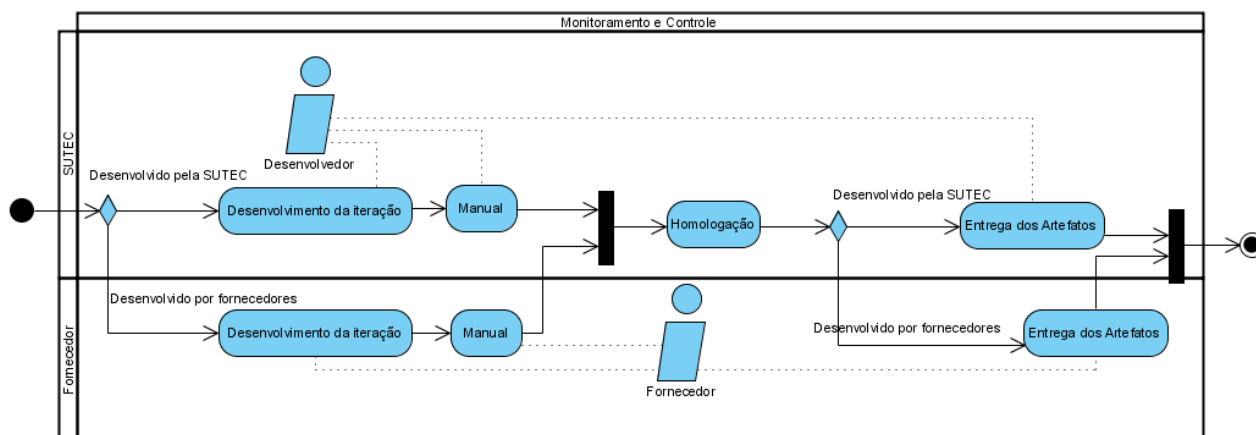 Monitoramento e Controle
SUTEC
Desenvolvedor
Desenvolvido pela SUTEC
Desenvolvimento da iteração
Manual
Homologação
Desenvolvido pela SUTEC
Entrega dos Artefatos
Fornecedor
Desenvolvido por fornecedores
Desenvolvimento da iteração
Manual
Fornecedor
Desenvolvido por fornecedores
Entrega dos Artefatos